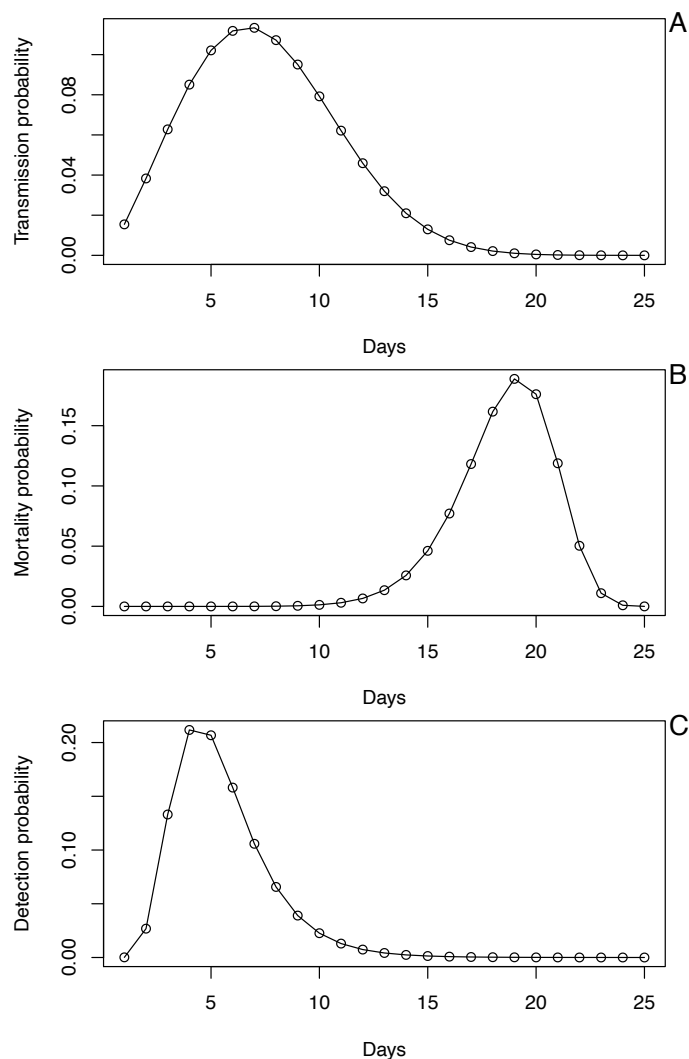 A
Transmission probability
0.00 0.04 0.08
5 10 15 20 25
Days
B
Mortality probability
0.00 0.05 0.10 0.15
5 10 15 20 25
Days
C
Detection probability
0.00 0.10 0.20
5 10 15 20 25
Days